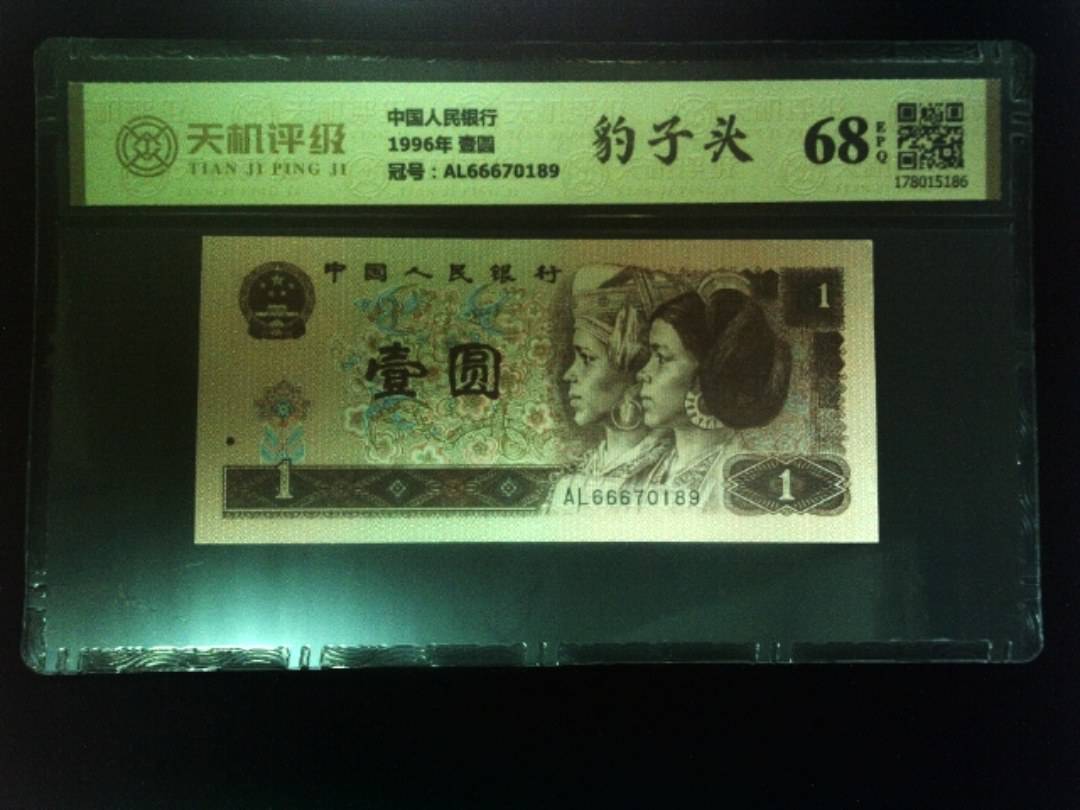 天机评级
TIAN JI PING JI
中国人民银行
1996年 壹圆
冠号：AL66670189
豹子头
68
EPQ
178015186
中国人民银行
1
壹圆
1
AL66670189
1